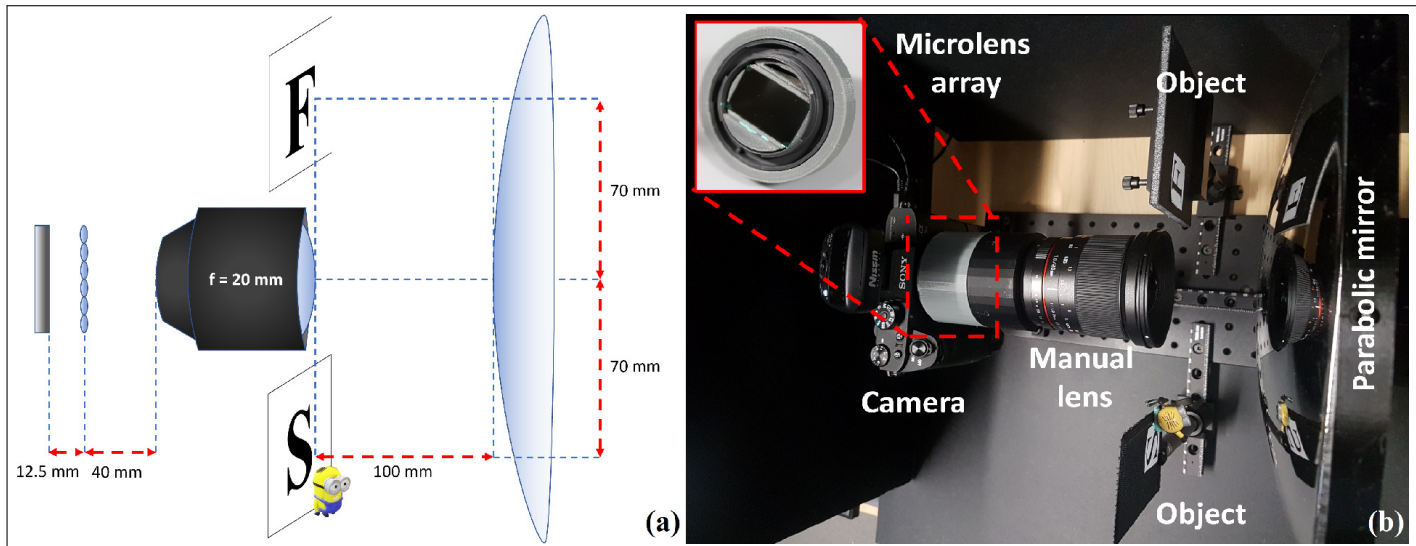 F
f = 20 mm
S
70 mm
70 mm
12.5 mm
40 mm
100 mm
(a)
Microlens
array
Object
Nissin
SONY
Camera
Manual
lens
Object
Parabolic mirror
(b)